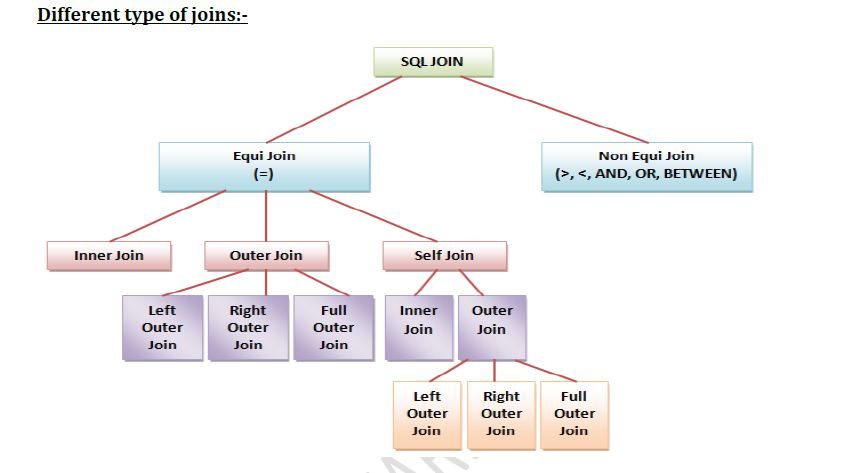 Different type of joins:-
SQL JOIN
Equi Join
(=)
Non Equi Join
(>, <, AND, OR, BETWEEN)
Inner Join
Outer Join
Self Join
Left
Outer
Join
Right
Outer
Join
Full
Outer
Join
Inner
Join
Outer
Join
Left
Outer
Join
Right
Outer
Join
Full
Outer
Join